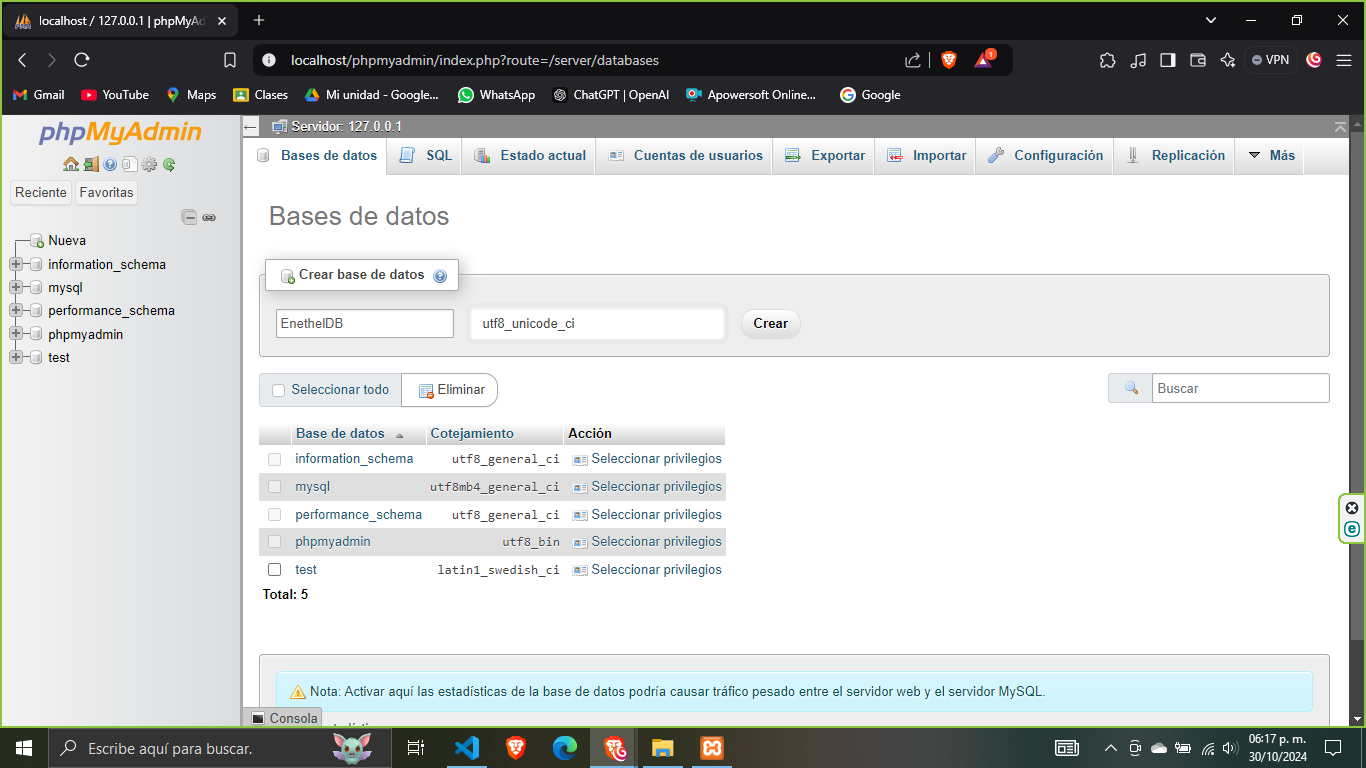 localhost / 127.0.0.1 | phpMyAd
localhost/phpmyadmin/index.php?route=/server/databases
1
VPN
Gmail
YouTube
Maps
Clases
Mi unidad - Google...
WhatsApp
ChatGPT | OpenAI
Apowersoft Online...
Google
phpMyAdmin
Reciente
Favoritas
Nueva
information_schema
mysql
performance_schema
phpmyadmin
test
Servidor: 127.0.0.1
Bases de datos
SQL
Estado actual
Cuentas de usuarios
Exportar
Importar
Configuración
Replicación
Más
Bases de datos
Crear base de datos
EnethelDB
utf8_unicode_ci
Crear
Seleccionar todo
Eliminar
Buscar
Base de datos Cotejamiento Acción
information_schema utf8_general_ci Seleccionar privilegios
mysql utf8mb4_general_ci Seleccionar privilegios
performance_schema utf8_general_ci Seleccionar privilegios
phpmyadmin utf8_bin Seleccionar privilegios
test latin1_swedish_ci Seleccionar privilegios
Total: 5
Nota: Activar aquí las estadísticas de la base de datos podría causar tráfico pesado entre el servidor web y el servidor MySQL.
Consola
Escribe aquí para buscar.
06:17 p. m.
30/10/2024